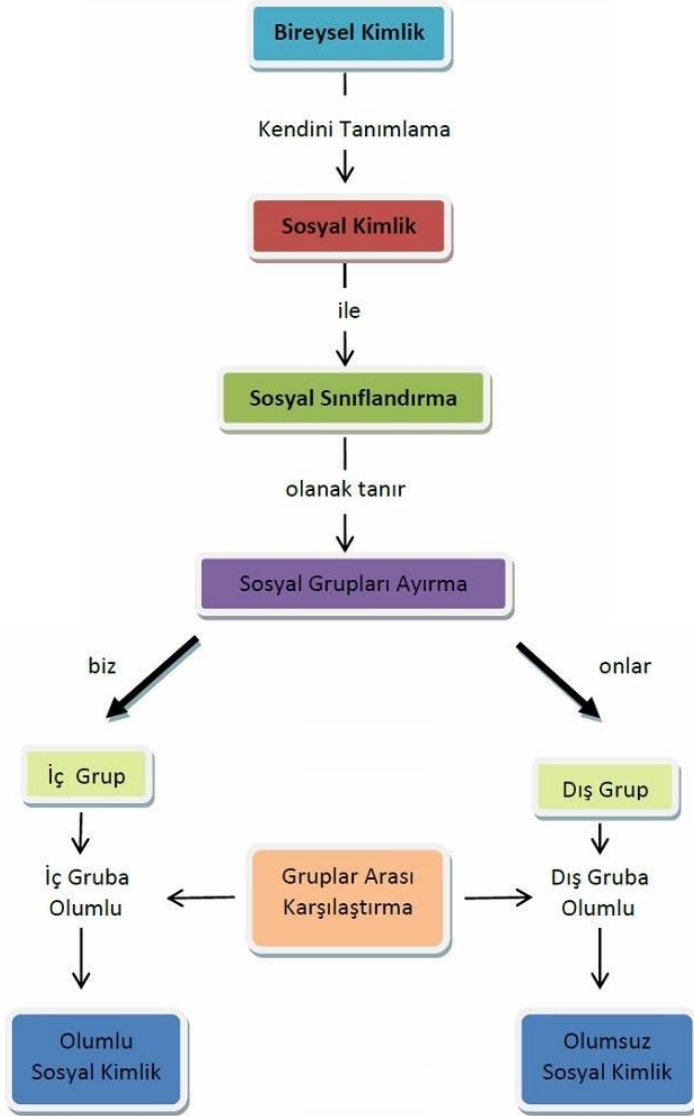 Bireysel Kimlik
Kendini Tanımlama
Sosyal Kimlik
ile
Sosyal Sınıflandırma
olanak tanır
Sosyal Grupları Ayırma
biz
onlar
İç Grup
Dış Grup
İç Gruba
Olumlu
Gruplar Arası
Karşılaştırma
Dış Gruba
Olumlu
Olumlu
Sosyal Kimlik
Olumsuz
Sosyal Kimlik